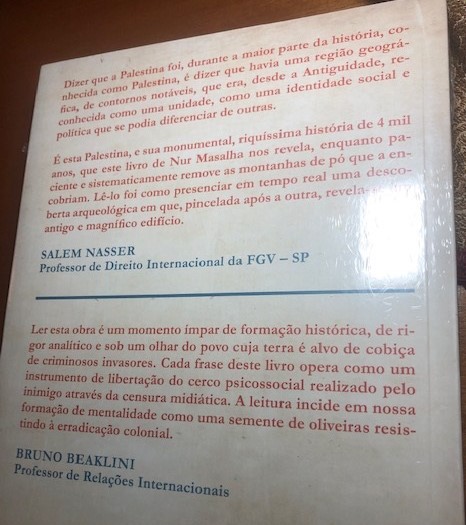 Dizer que a Palestina foi, durante a maior parte da história, co-
nhecida como Palestina, é dizer que havia uma região geográ-
fica, de contornos notáveis, que era, desde a Antiguidade, re-
conhecida como uma unidade, como uma identidade social e
política que se podia diferenciar de outras.
É esta Palestina, e sua monumental, riquíssima história de 4 mil
anos, que este livro de Nur Masalha nos revela, enquanto pa-
ciente e sistematicamente remove as montanhas de pó que a en-
cobriam. Lê-lo foi como presenciar em tempo real uma desco-
berta arqueológica em que, pincelada após a outra, revela-
antigo e magnífico edifício.
SALEM NASSER
Professor de Direito Internacional da FGV – SP
Ler esta obra é um momento ímpar de formação histórica, de ri-
gor analítico e sob um olhar do povo cuja terra é alvo de cobiça
de criminosos invasores. Cada frase deste livro opera como um
instrumento de libertação do cerco psicossocial realizado pelo
inimigo através da censura midiática. A leitura incide em nossa
formação de mentalidade como uma semente de oliveiras resis-
tindo à erradicação colonial.
BRUNO BEAKLINI
Professor de Relações Internacionais